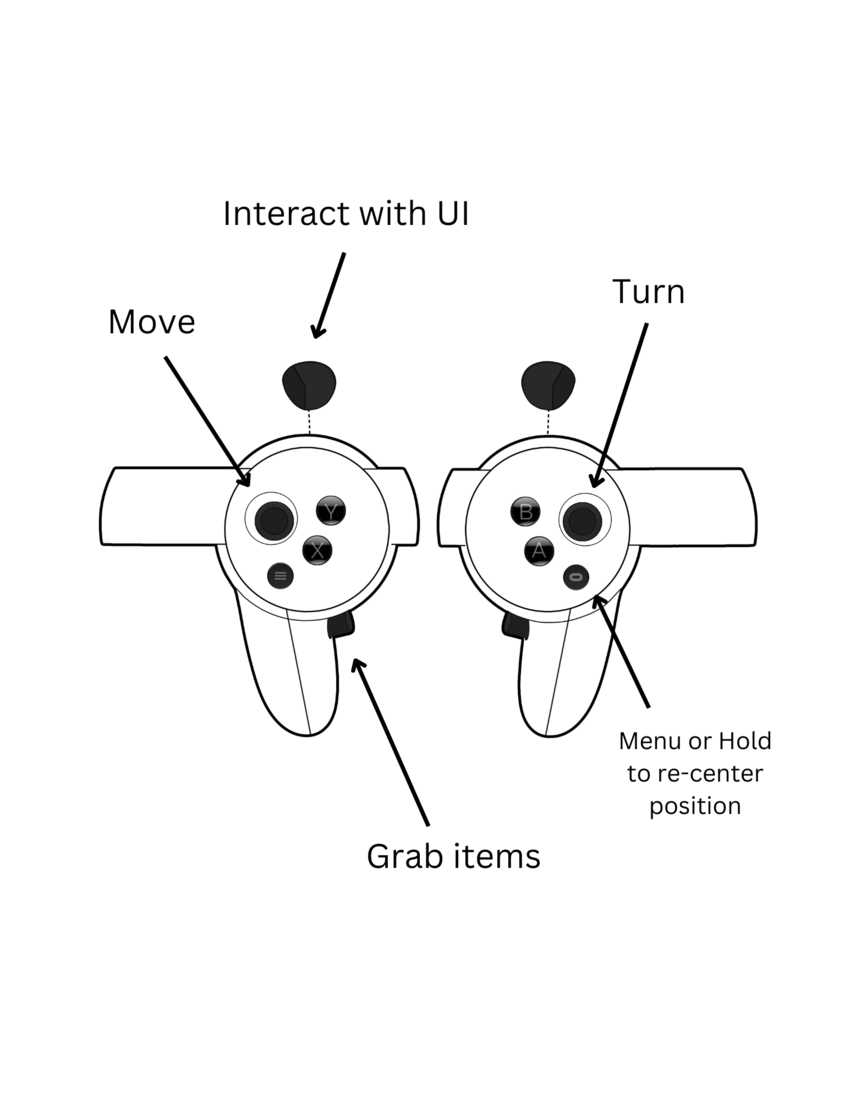 Interact with UI
Turn
Move
Y
B
X
A
Menu or Hold
to re-center
position
Grab items